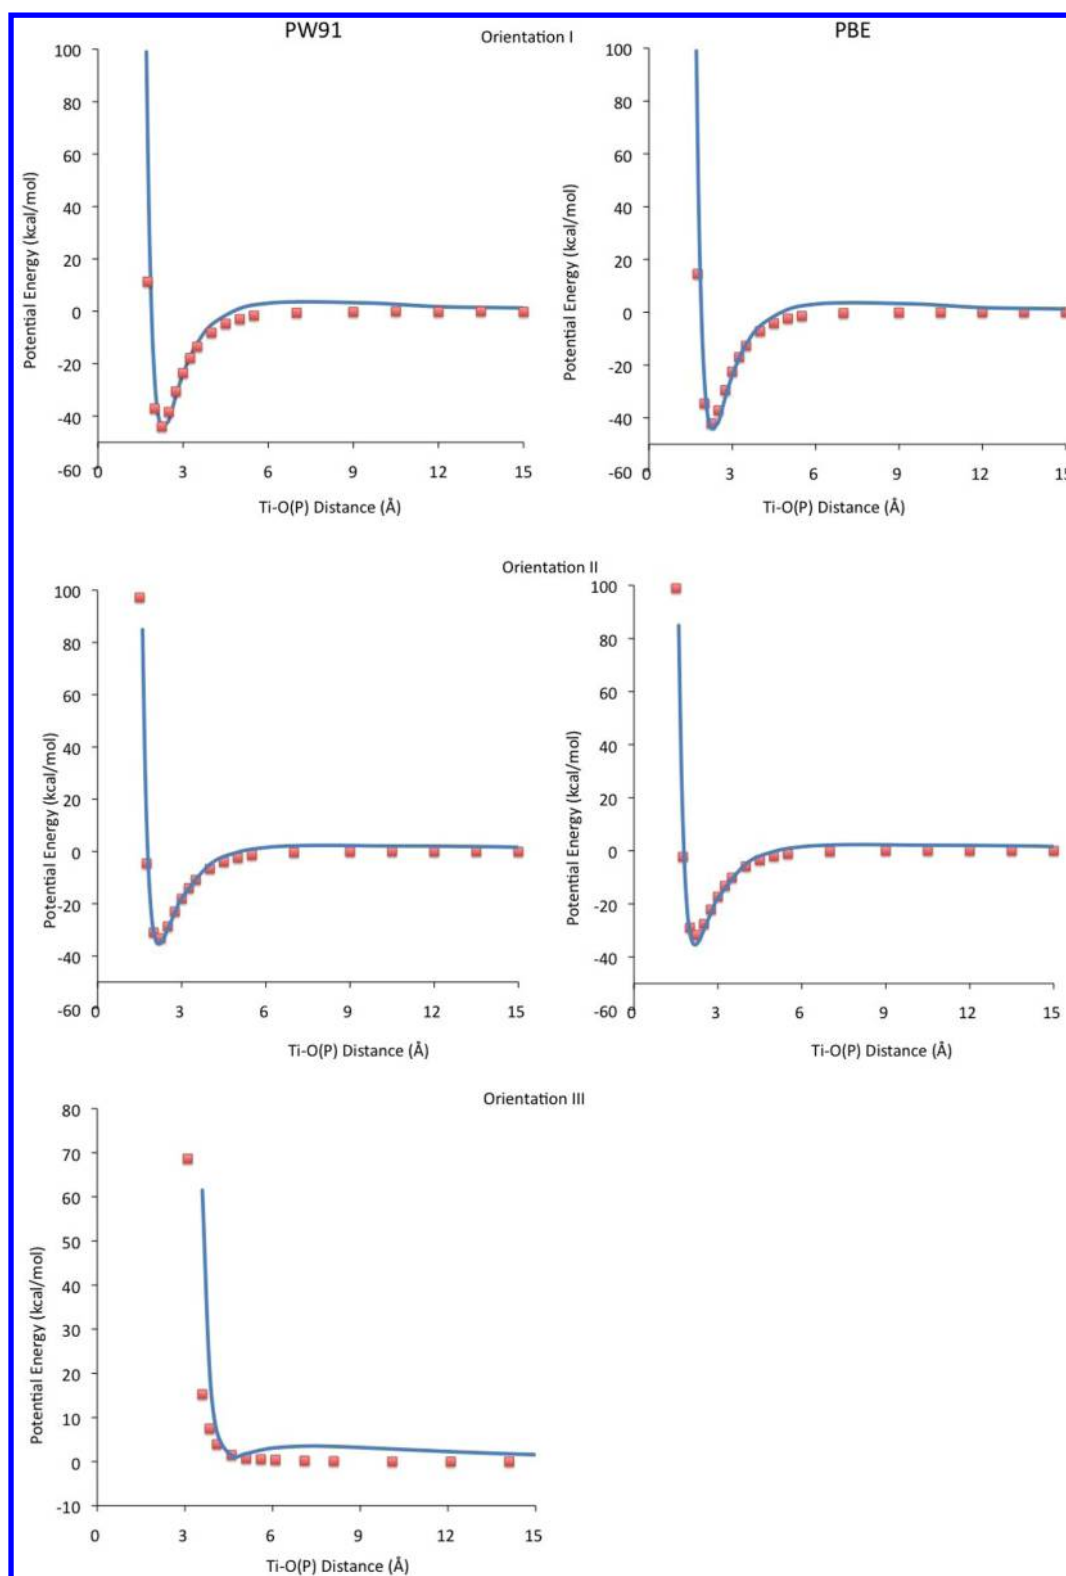 PW91
Orientation I
PBE
100
80
60
40
20
0
-20
-40
-60
Potential Energy (kcal/mol)
0 3 6 9 12 15
Ti-O(P) Distance (Å)
100
80
60
40
20
0
-20
-40
-60
Potential Energy (kcal/mol)
0 3 6 9 12 15
Ti-O(P) Distance (Å)
Orientation II
100
80
60
40
20
0
-20
-40
-60
Potential Energy (kcal/mol)
0 3 6 9 12 15
Ti-O(P) Distance (Å)
100
80
60
40
20
0
-20
-40
-60
Potential Energy (kcal/mol)
0 3 6 9 12 15
Ti-O(P) Distance (Å)
Orientation III
80
70
60
50
40
30
20
10
0
-10
Potential Energy (kcal/mol)
0 3 6 9 12 15
Ti-O(P) Distance (Å)